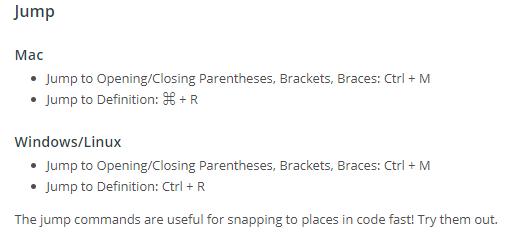 Jump
Mac
• Jump to Opening/Closing Parentheses, Brackets, Braces: Ctrl + M
• Jump to Definition: ⌘ + R
Windows/Linux
• Jump to Opening/Closing Parentheses, Brackets, Braces: Ctrl + M
• Jump to Definition: Ctrl + R
The jump commands are useful for snapping to places in code fast! Try them out.